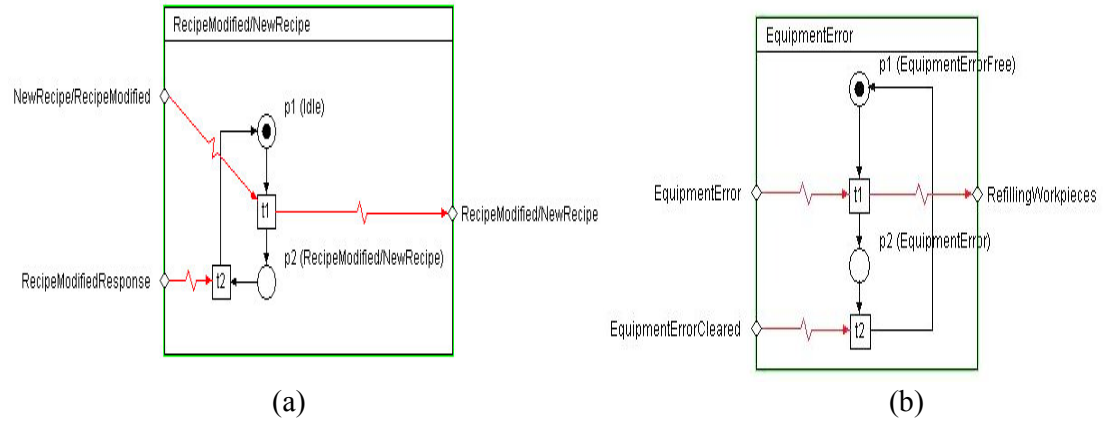 RecipeModified/NewRecipe
NewRecipe/RecipeModified
p1 (Idle)
t1
RecipeModified/NewRecipe
p2 (RecipeModified/NewRecipe)
RecipeModifiedResponse
t2
(a)
EquipmentError
p1 (EquipmentErrorFree)
EquipmentError
t1
RefillingWorkpieces
p2 (EquipmentError)
EquipmentErrorCleared
t2
(b)